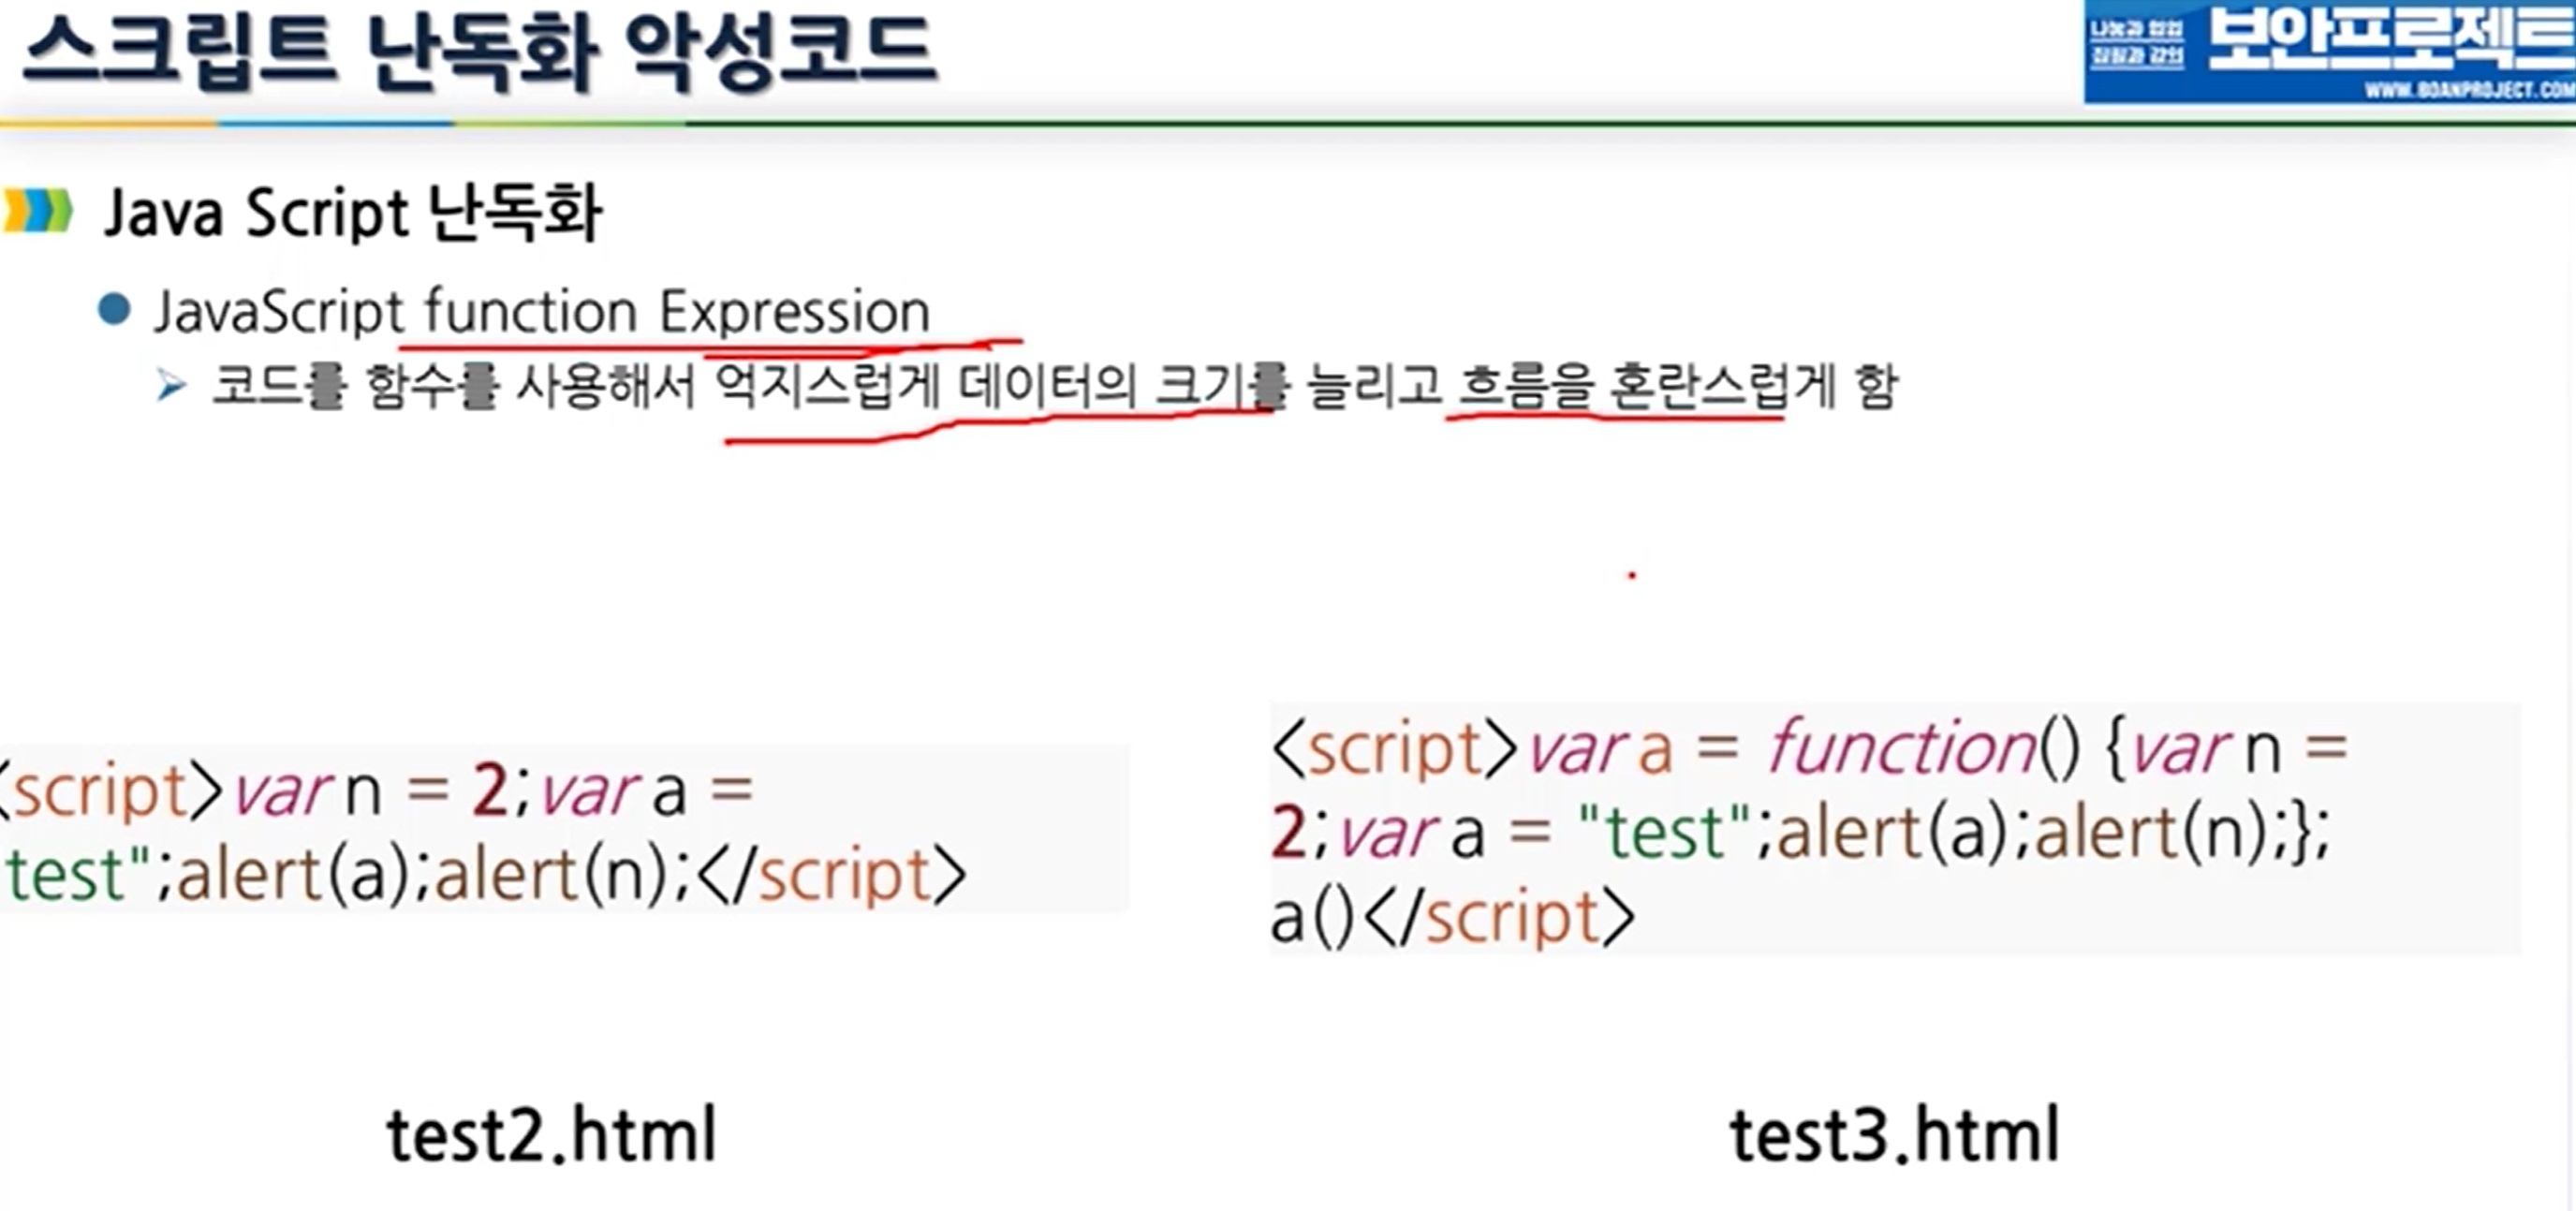 스크립트 난독화 악성코드
나눔과 협업
집필과 강의
보안프로젝트
WWW.BOANPROJECT.COM
Java Script 난독화
JavaScript function Expression
코드를 함수를 사용해서 억지스럽게 데이터의 크기를 늘리고 흐름을 혼란스럽게 함
<script>var n = 2;var a =
test";alert(a);alert(n);</script>
<script>var a = function() {var n =
2;var a = "test";alert(a);alert(n);};
a()</script>
test2.html
test3.html